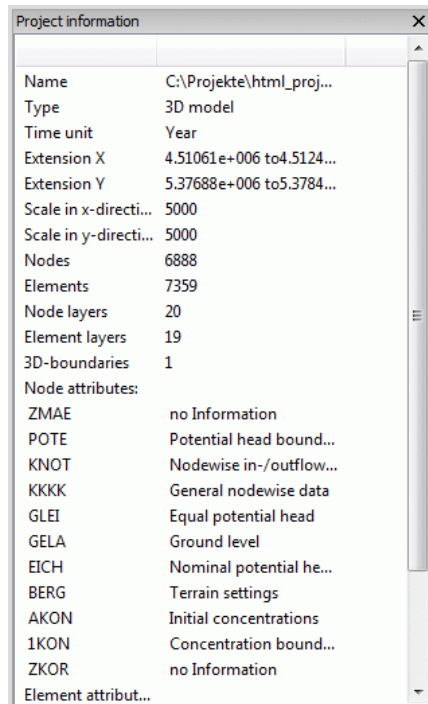 Project information
Name C:\Projekte\html_proj...
Type 3D model
Time unit Year
Extension X 4.51061e+006 to4.5124...
Extension Y 5.37688e+006 to5.3784...
Scale in x-directi... 5000
Scale in y-directi... 5000
Nodes 6888
Elements 7359
Node layers 20
Element layers 19
3D-boundaries 1
Node attributes:
ZMAE no Information
POTE Potential head bound...
KNOT Nodewise in-/outflow...
KKKK General nodewise data
GLEI Equal potential head
GELA Ground level
EICH Nominal potential he...
BERG Terrain settings
AKON Initial concentrations
1KON Concentration bound...
ZKOR no Information
Element attribut...